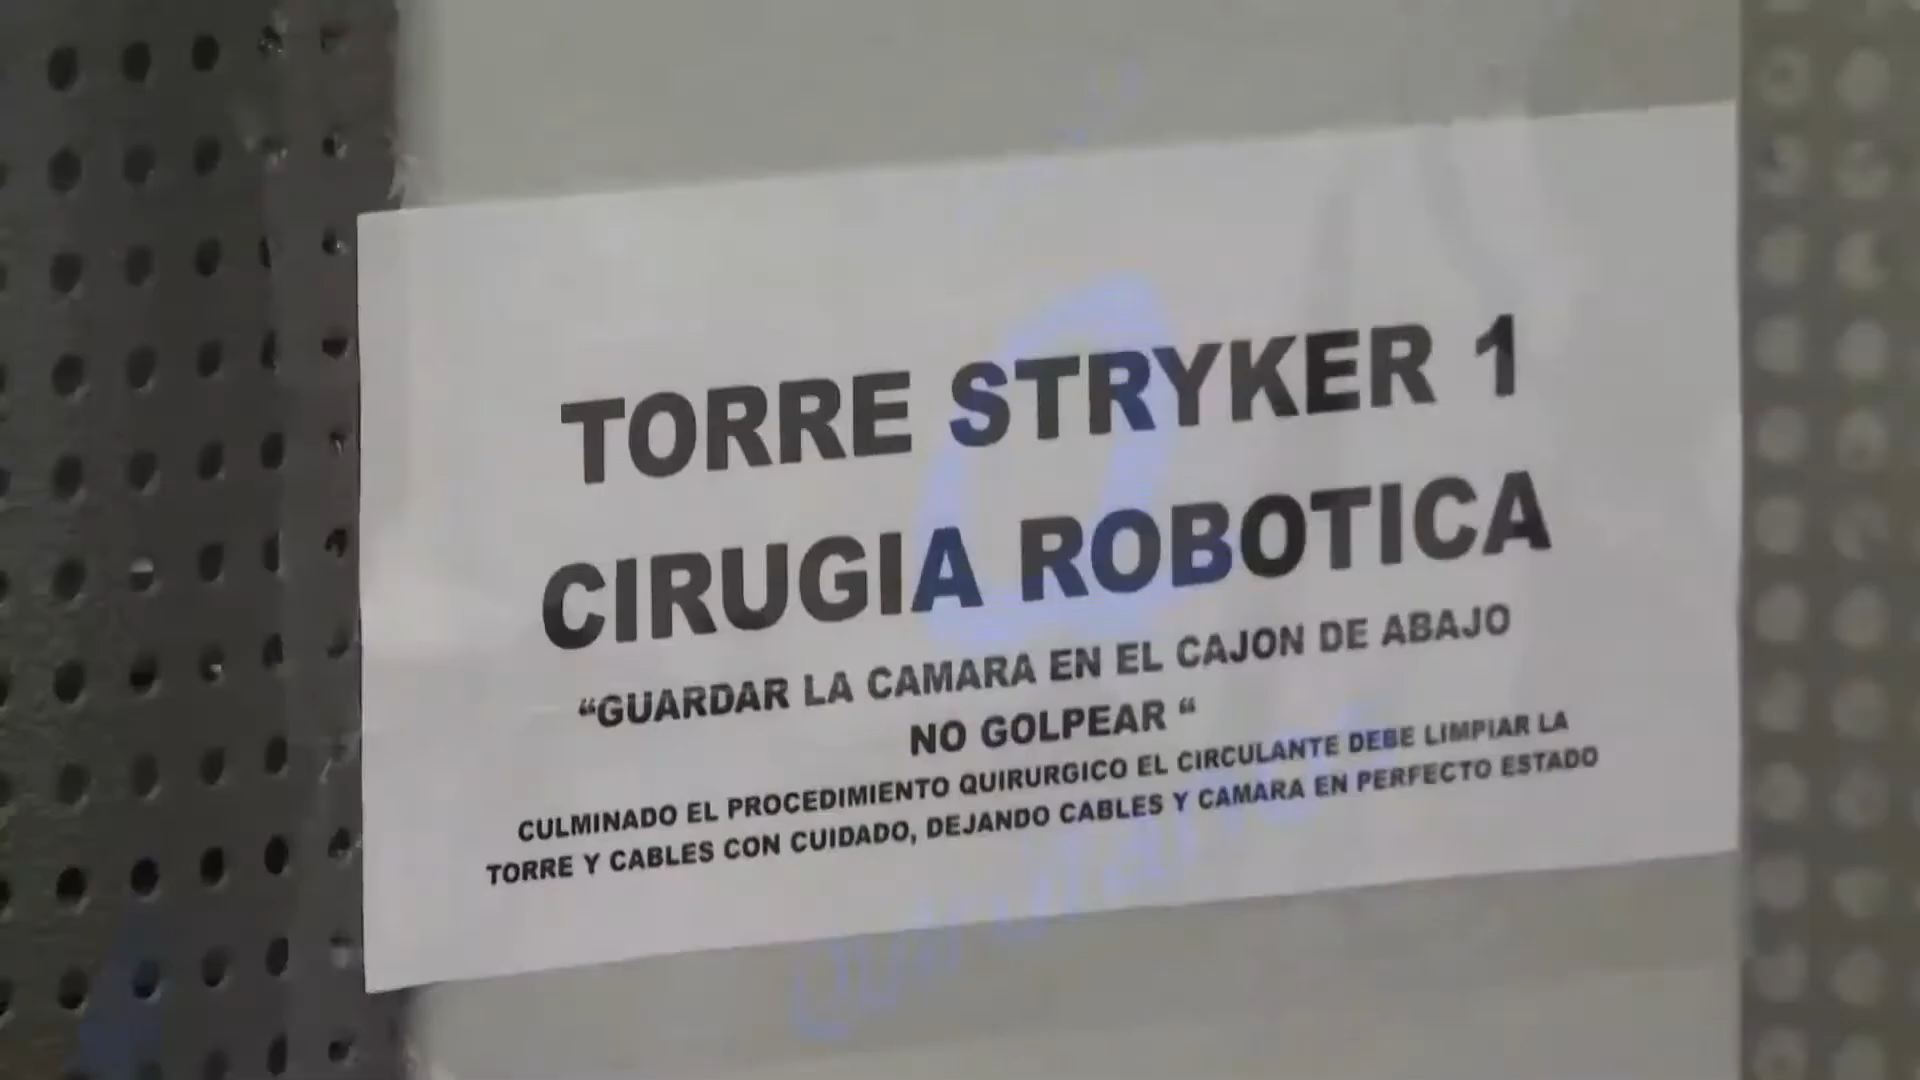 TORRE STRYKER 1
CIRUGIA ROBOTICA
“GUARDAR LA CAMARA EN EL CAJON DE ABAJO
NO GOLPEAR “
CULMINADO EL PROCEDIMIENTO QUIRURGICO EL CIRCULANTE DEBE LIMPIAR LA
TORRE Y CABLES CON CUIDADO, DEJANDO CABLES Y CAMARA EN PERFECTO ESTADO